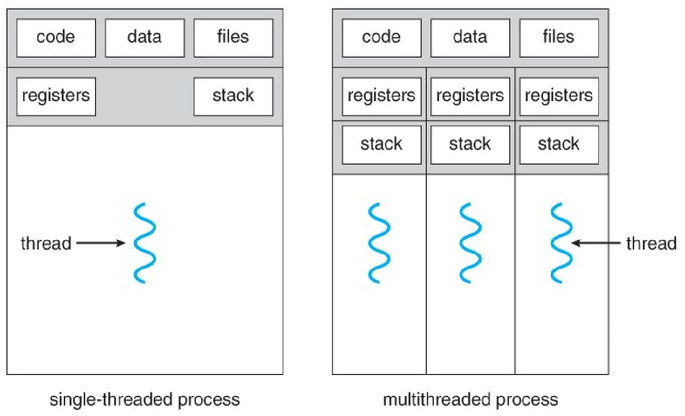 code data files
registers stack
thread
single-threaded process
code data files
registers registers registers
stack stack stack
thread
multithreaded process